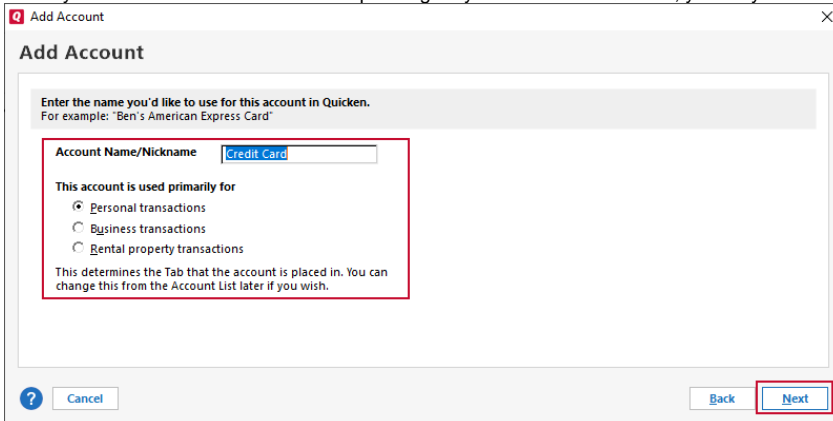 Add Account
Add Account
Enter the name you'd like to use for this account in Quicken.
For example: "Ben's American Express Card"
Account Name/Nickname Credit Card
This account is used primarily for
Personal transactions
Business transactions
Rental property transactions
This determines the Tab that the account is placed in. You can
change this from the Account List later if you wish.
? Cancel Back Next